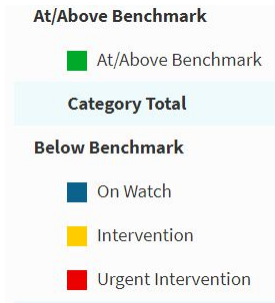 At/Above Benchmark
At/Above Benchmark
Category Total
Below Benchmark
On Watch
Intervention
Urgent Intervention